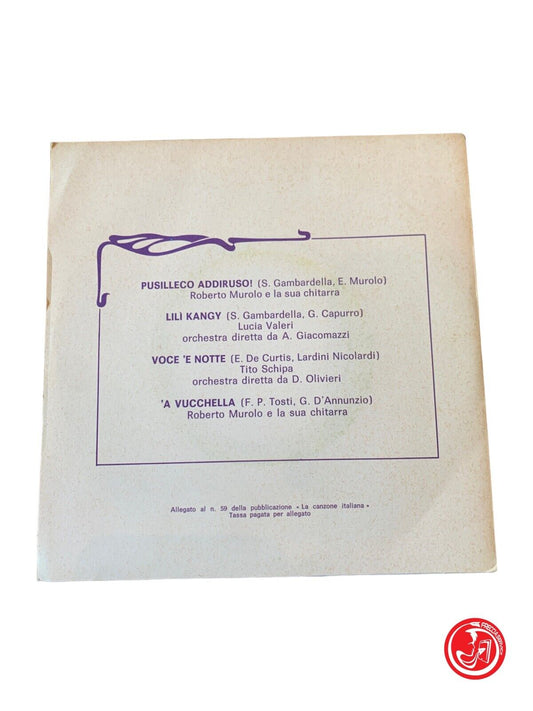 PUSILLECO ADDIRUSO! (S. Gambardella, E. Murolo)
Roberto Murolo e la sua chitarra
LILÌ KANGY (S. Gambardella, G. Capurro)
Lucia Valeri
orchestra diretta da A. Giacomazzi
VOCE 'E NOTTE (E. De Curtis, Lardini Nicolardi)
Tito Schipa
orchestra diretta da D. Olivieri
'A VUCCHELLA (F. P. Tosti, G. D'Annunzio)
Roberto Murolo e la sua chitarra
Allegato al n. 59 della pubblicazione « La canzone italiana »
Tassa pagata per allegato